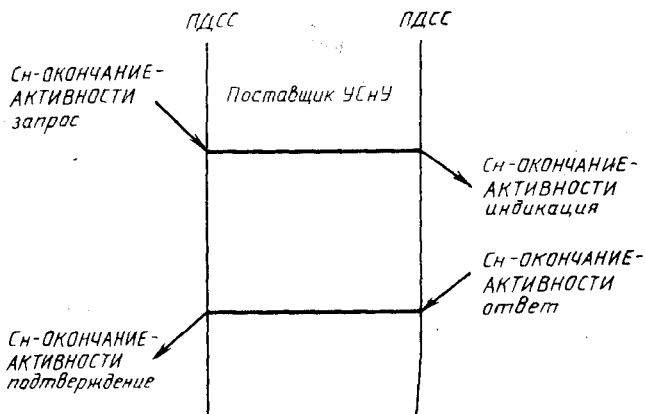 ПДСС
ПДСС
Сн-ОКОНЧАНИЕ-
АКТИВНОСТИ
запрос
Поставщик УСнУ
Сн-ОКОНЧАНИЕ-
АКТИВНОСТИ
индикация
Сн-ОКОНЧАНИЕ-
АКТИВНОСТИ
ответ
Сн-ОКОНЧАНИЕ-
АКТИВНОСТИ
подтверждение